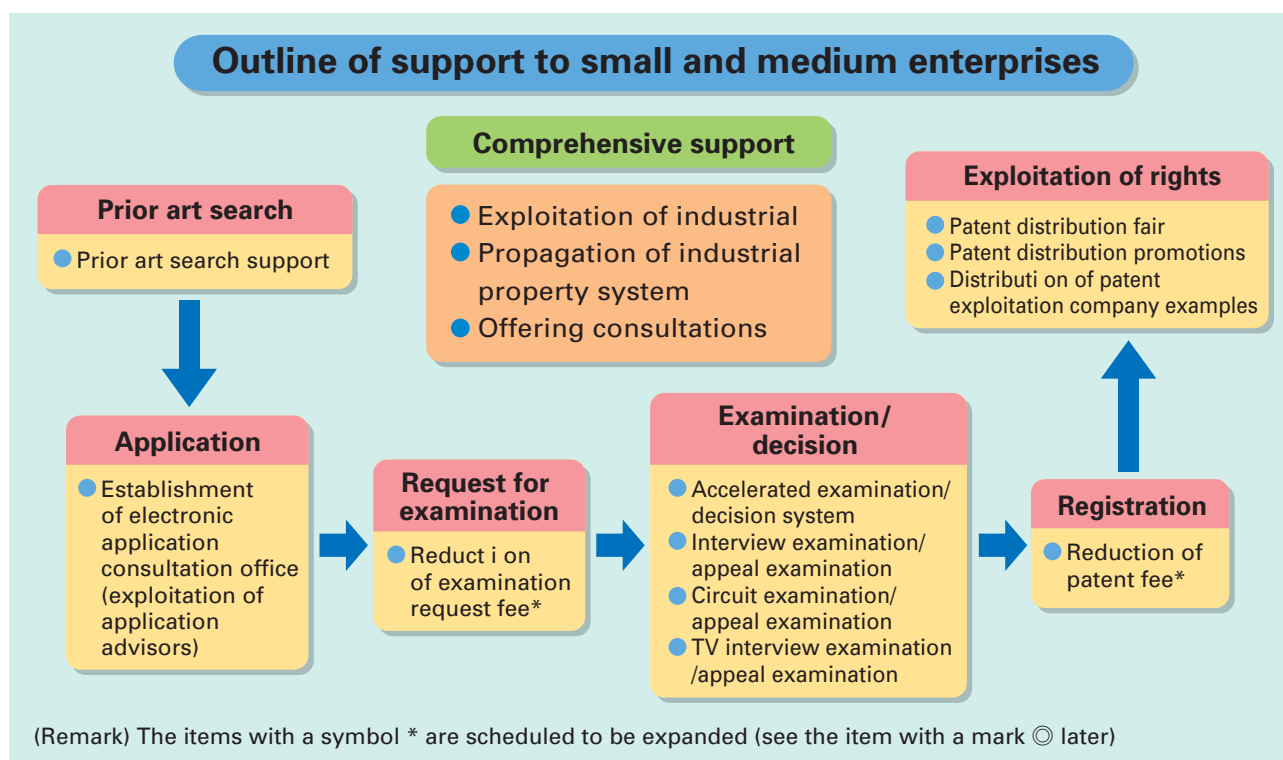 Outline of support to small and medium enterprises
Comprehensive support
● Exploitation of industrial
● Propagation of industrial
property system
● Offering consultations
Prior art search
● Prior art search support
Application
● Establishment
of electronic
application
consultation office
(exploitation of
application
advisors)
Request for
examination
● Reduct i on
of examination
request fee*
Examination/
decision
● Accelerated examination/
decision system
● Interview examination/
appeal examination
● Circuit examination/
appeal examination
● TV interview examination
/appeal examination
Registration
● Reduction of
patent fee*
Exploitation of rights
● Patent distribution fair
● Patent distribution promotions
● Distributi on of patent
exploitation company examples
(Remark) The items with a symbol * are scheduled to be expanded (see the item with a mark ◎ later)